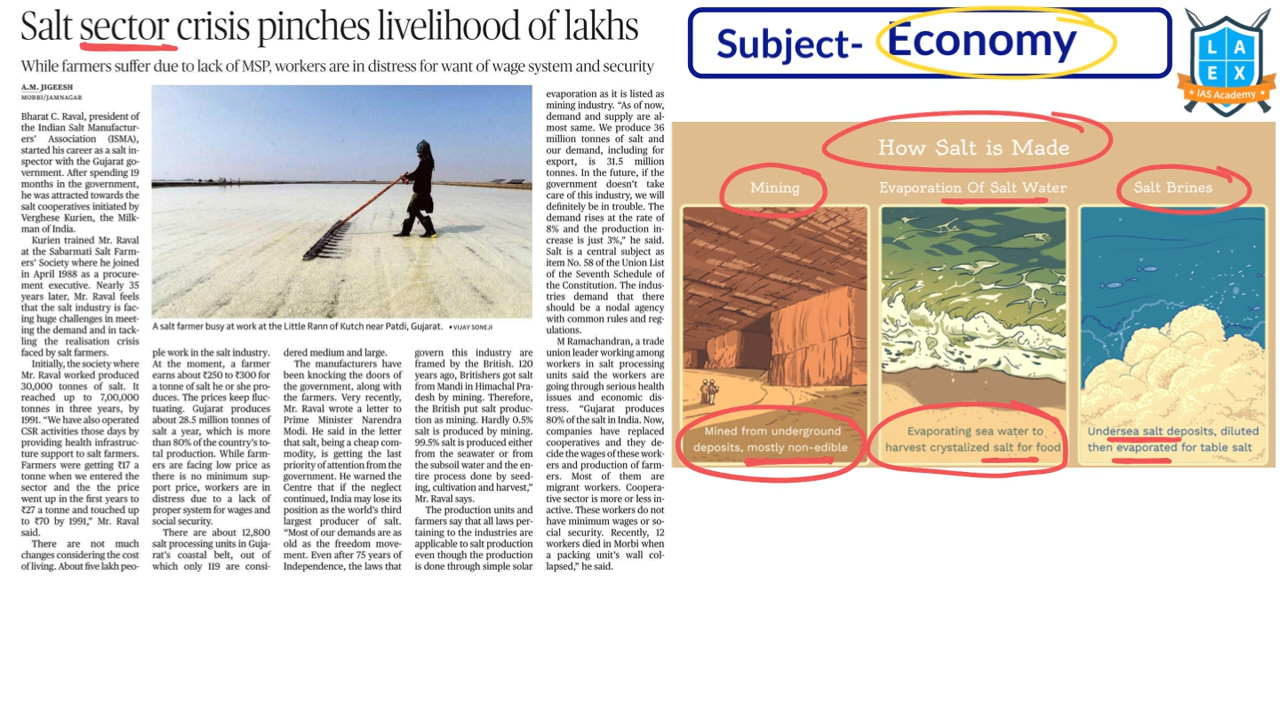 Salt sector crisis pinches livelihood of lakhs
While farmers suffer due to lack of MSP, workers are in distress for want of wage system and security
A.M. JIGEESH
MORBI/JAMNAGAR
Bharat C. Raval, president of
the Indian Salt Manufactur-
ers' Association (ISMA),
started his career as a salt in-
spector with the Gujarat go-
vernment. After spending 19
months in the government,
he was attracted towards the
salt cooperatives initiated by
Verghese Kurien, the Milk-
man of India.
Kurien trained Mr. Raval
at the Sabarmati Salt Farm-
ers' Society where he joined
in April 1988 as a procure-
ment executive. Nearly 35
years later, Mr. Raval feels
that the salt industry is fac-
ing huge challenges in meet-
ing the demand and in tack-
ling the realisation crisis
faced by salt farmers.
Initially, the society where
Mr. Raval worked produced
30,000 tonnes of salt. It
reached up to 7,00,000
tonnes in three years, by
1991. "We have also operated
CSR activities those days by
providing health infrastruc-
ture support to salt farmers.
Farmers were getting ₹17 a
tonne when we entered the
sector and the the price
went up in the first years to
₹27 a tonne and touched up
to ₹70 by 1991," Mr. Raval
said.
There are not much
changes considering the cost
of living. About five lakh peo-
A salt farmer busy at work at the Little Rann of Kutch near Patdi, Gujarat. •VIJAY SONEJI
ple work in the salt industry.
At the moment, a farmer
earns about ₹250 to ₹300 for
a tonne of salt he or she pro-
duces. The prices keep fluc-
tuating. Gujarat produces
about 28.5 million tonnes of
salt a year, which is more
than 80% of the country's to-
tal production. While farm-
ers are facing low price as
there is no minimum sup-
port price, workers are in
distress due to a lack of
proper system for wages and
social security.
There are about 12,800
salt processing units in Guja-
rat's coastal belt, out of
which only 119 are consi-
dered medium and large.
The manufacturers have
been knocking the doors of
the government, along with
the farmers. Very recently,
Mr. Raval wrote a letter to
Prime Minister Narendra
Modi. He said in the letter
that salt, being a cheap com-
modity, is getting the last
priority of attention from the
government. He warned the
Centre that if the neglect
continued, India may lose its
position as the world's third
largest producer of salt.
"Most of our demands are as
old as the freedom move-
ment. Even after 75 years of
Independence, the laws that
govern this industry are
framed by the British. 120
years ago, Britishers got salt
from Mandi in Himachal Pra-
desh by mining. Therefore,
the British put salt produc-
tion as mining. Hardly 0.5%
salt is produced by mining.
99.5% salt is produced either
from the seawater or from
the subsoil water and the en-
tire process done by seed-
ing, cultivation and harvest,"
Mr. Raval says.
The production units and
farmers say that all laws per-
taining to the industries are
applicable to salt production
even though the production
is done through simple solar
evaporation as it is listed as
mining industry. "As of now,
demand and supply are al-
most same. We produce 36
million tonnes of salt and
our demand, including for
export, is 31.5 million
tonnes. In the future, if the
government doesn't take
care of this industry, we will
definitely be in trouble. The
demand rises at the rate of
8% and the production in-
crease is just 3%," he said.
Salt is a central subject as
item No. 58 of the Union List
of the Seventh Schedule of
the Constitution. The indus-
tries demand that there
should be a nodal agency
with common rules and reg-
ulations.
M Ramachandran, a trade
union leader working among
workers in salt processing
units said the workers are
going through serious health
issues and economic dis-
tress. "Gujarat produces
80% of salt in India. Now,
companies have replaced
cooperatives and they de-
cide the wages of these work-
ers and production of farm-
ers. Most of them are
migrant workers. Coopera-
tive sector is more or less in-
active. These workers do not
have minimum wages or so-
cial security. Recently, 12
workers died in Morbi when
a packing unit's wall col-
lapsed," he said.
Subject- Economy
L A
E X
IAS Academy
How Salt is Made
Mining
Evaporation Of Salt Water
Salt Brines
Mined from underground
deposits, mostly non-edible
Evaporating sea water to
harvest crystalized salt for food
Undersea salt deposits, diluted
then evaporated for table salt